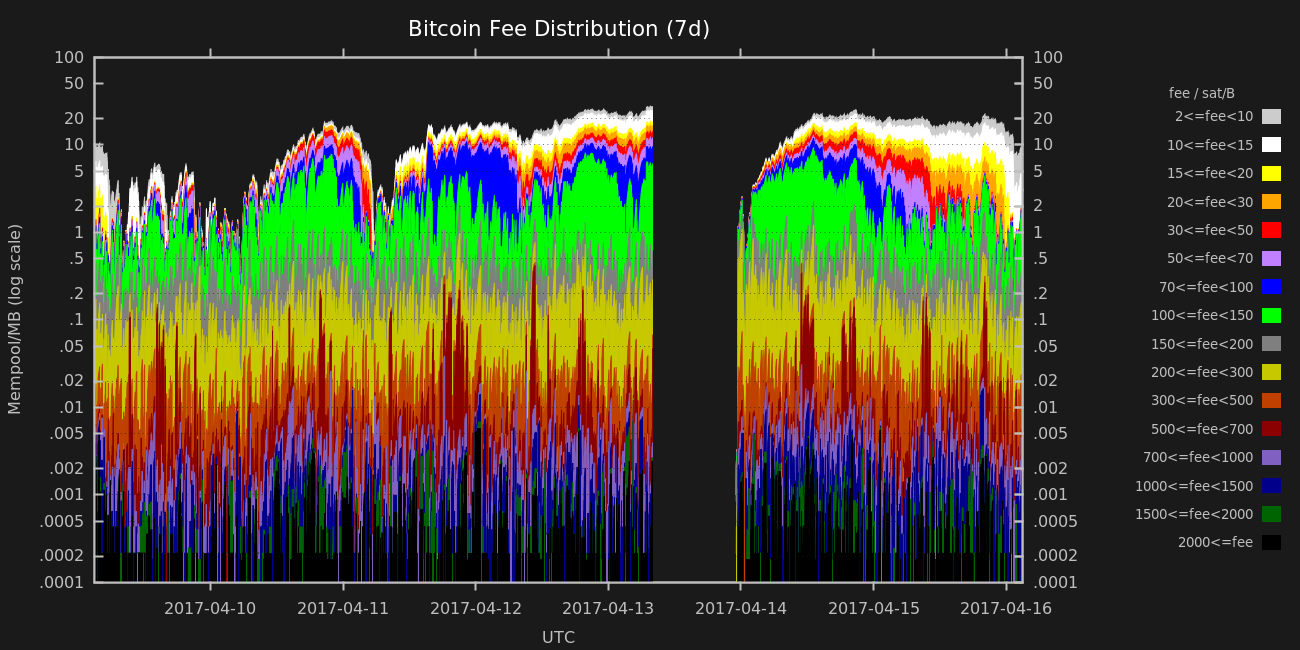 Bitcoin Fee Distribution (7d)
100
50
20
10
5
2
1
.5
.2
.1
.05
.02
.01
.005
.002
.001
.0005
.0002
.0001
Mempool/MB (log scale)
100
50
20
10
5
2
1
.5
.2
.1
.05
.02
.01
.005
.002
.001
.0005
.0002
.0001
2017-04-10 2017-04-11 2017-04-12 2017-04-13 2017-04-14 2017-04-15 2017-04-16
UTC
fee / sat/B
2<=fee<10
10<=fee<15
15<=fee<20
20<=fee<30
30<=fee<50
50<=fee<70
70<=fee<100
100<=fee<150
150<=fee<200
200<=fee<300
300<=fee<500
500<=fee<700
700<=fee<1000
1000<=fee<1500
1500<=fee<2000
2000<=fee